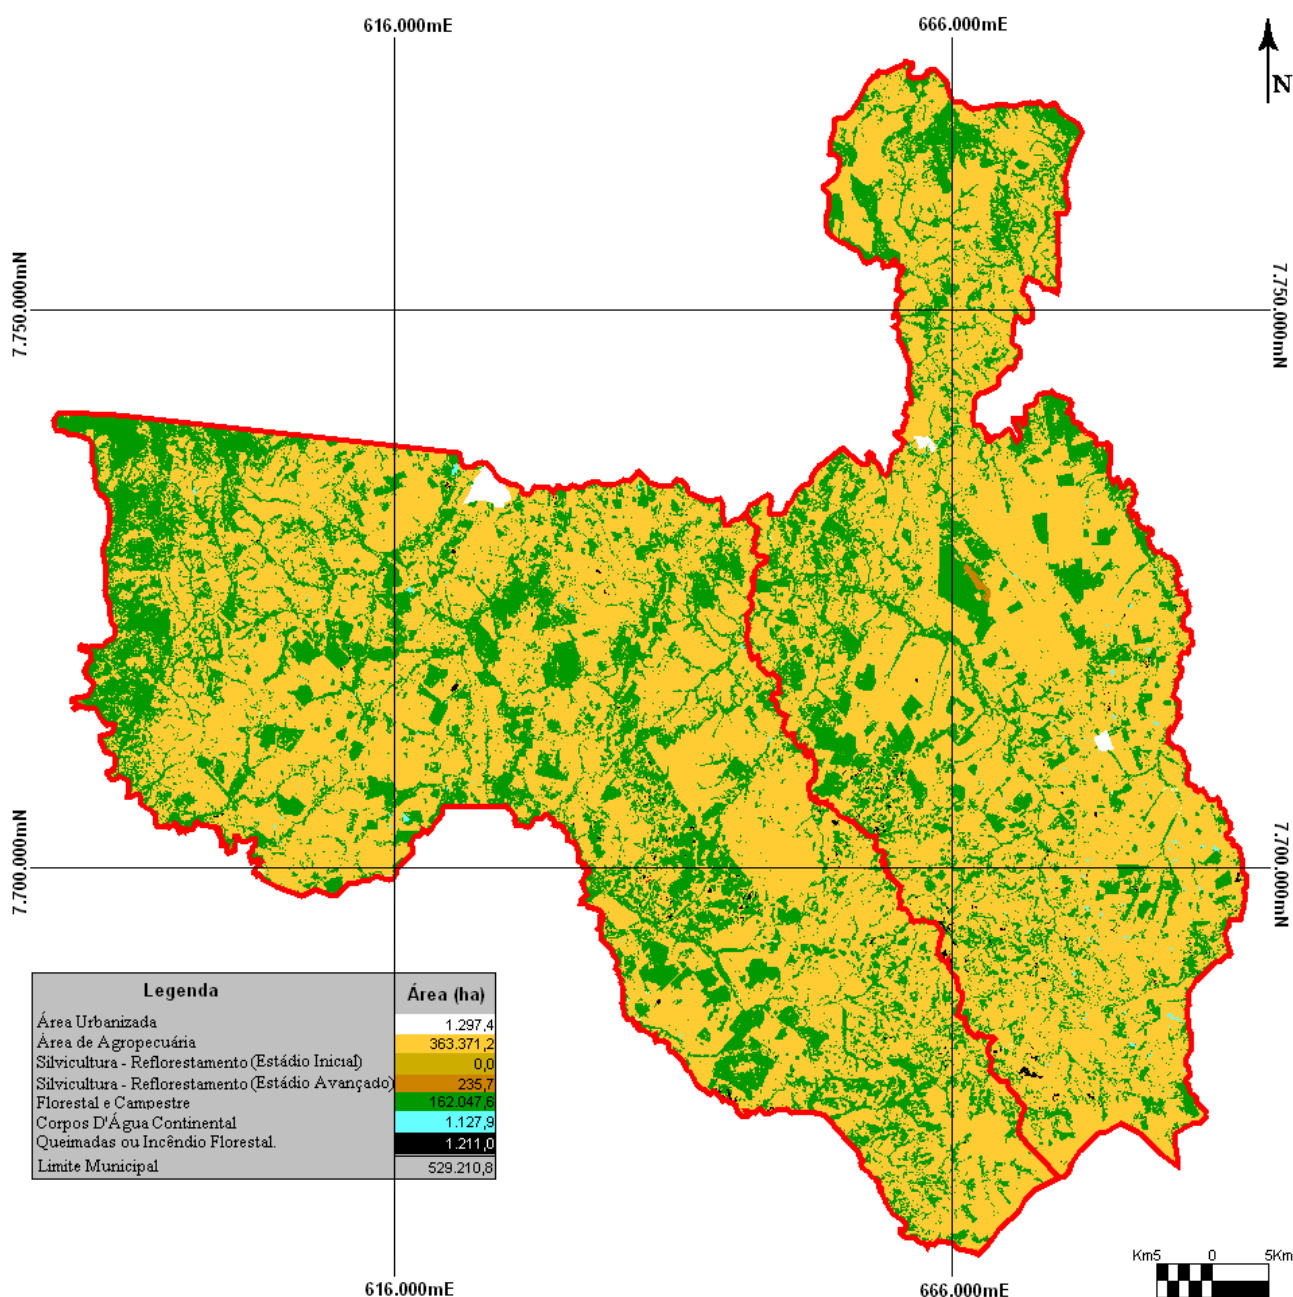 616.000mE 666.000mE
N
7.750.000mN 7.750.000mN
7.700.000mN 7.700.000mN
Legenda Área (ha)
Área Urbanizada 1.297,4
Área de Agropecuária 363.371,2
Silvicultura - Reflorestamento (Estádio Inicial) 0,0
Silvicultura - Reflorestamento (Estádio Avançado) 235,7
Florestal e Campestre 162.047,6
Corpos D'Água Continental 1.127,9
Queimadas ou Incêndio Florestal. 1.211,0
Limite Municipal 529.210,8
Km5 0 5Km
616.000mE 666.000mE